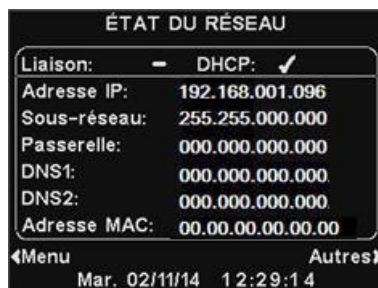 ÉTAT DU RÉSEAU
Liaison: – DHCP: ✓
Adresse IP: 192.168.001.096
Sous-réseau: 255.255.000.000
Passerelle: 000.000.000.000
DNS1: 000.000.000.000
DNS2: 000.000.000.000
Adresse MAC: 00.00.00.00.00.00
Menu Autres
Mar. 02/11/14 12:29:14